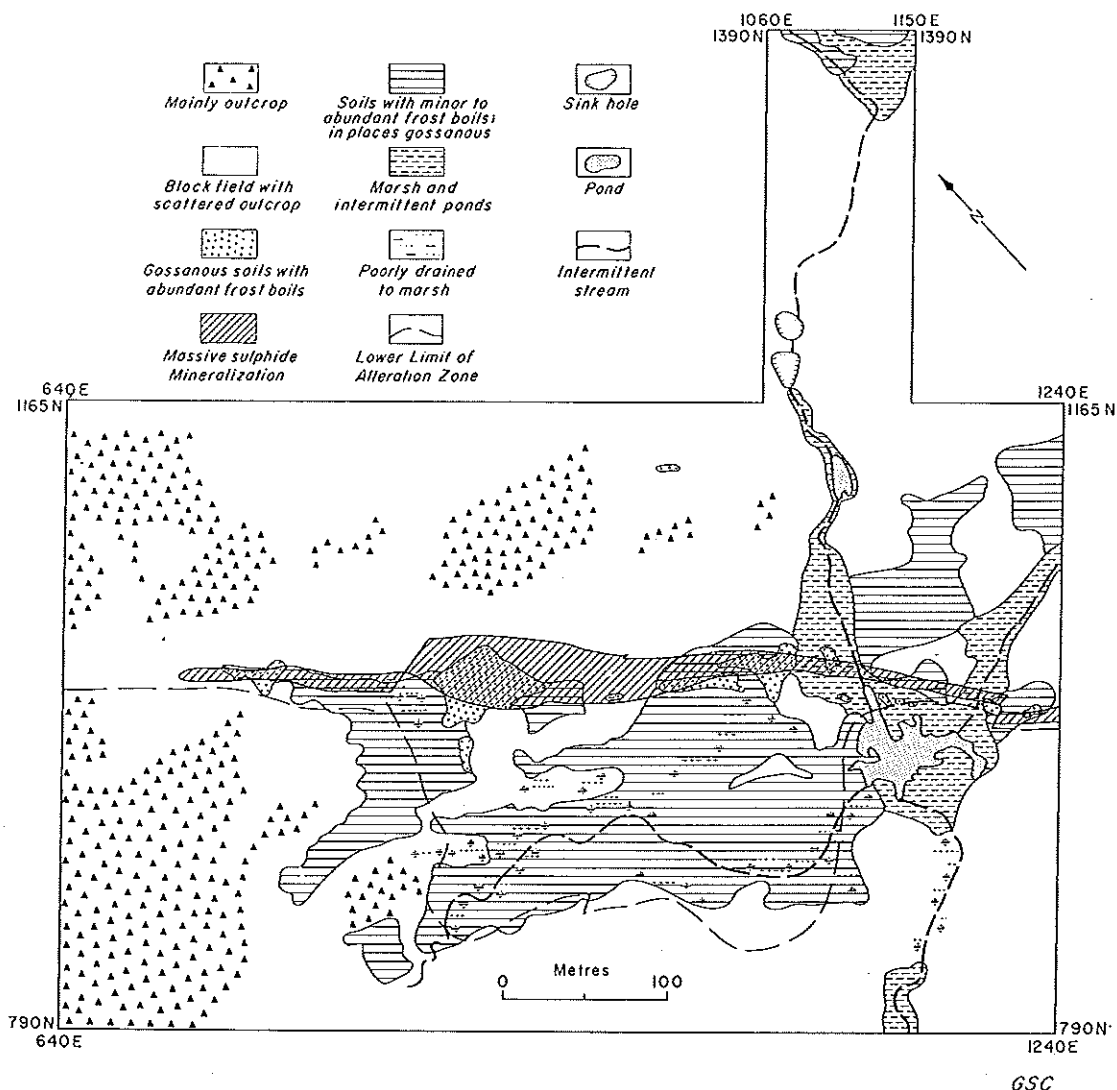 1060E 1150E
1390N 1390N
Mainly outcrop
Soils with minor to
abundant frost boils;
in places gossanous
Sink hole
Block field with
scattered outcrop
Marsh and
intermittent ponds
Pond
N
Gossanous soils with
abundant frost boils
Poorly drained
to marsh
Intermittent
stream
Massive sulphide
Mineralization
Lower Limit of
Alteration Zone
640E
1165N
1240E
1165N
Metres
0 100
790N
640E
790N
1240E
GSC